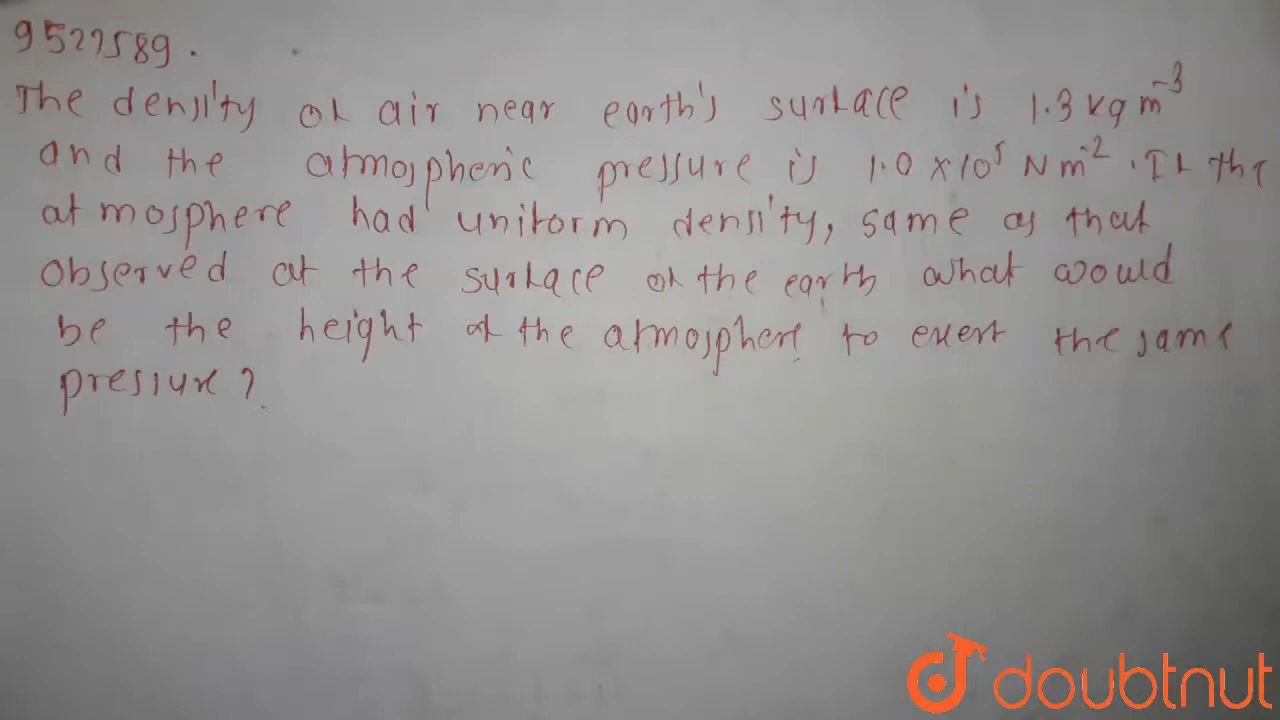 9527589.
The density of air near earth's surface is 1.3 kg m⁻³
and the atmospheric pressure is 1.0 x 10⁵ N m⁻². If the
atmosphere had uniform density, same as that
observed at the surface of the earth what would
be the height of the atmosphere to exert the same
pressure?
doubtnut